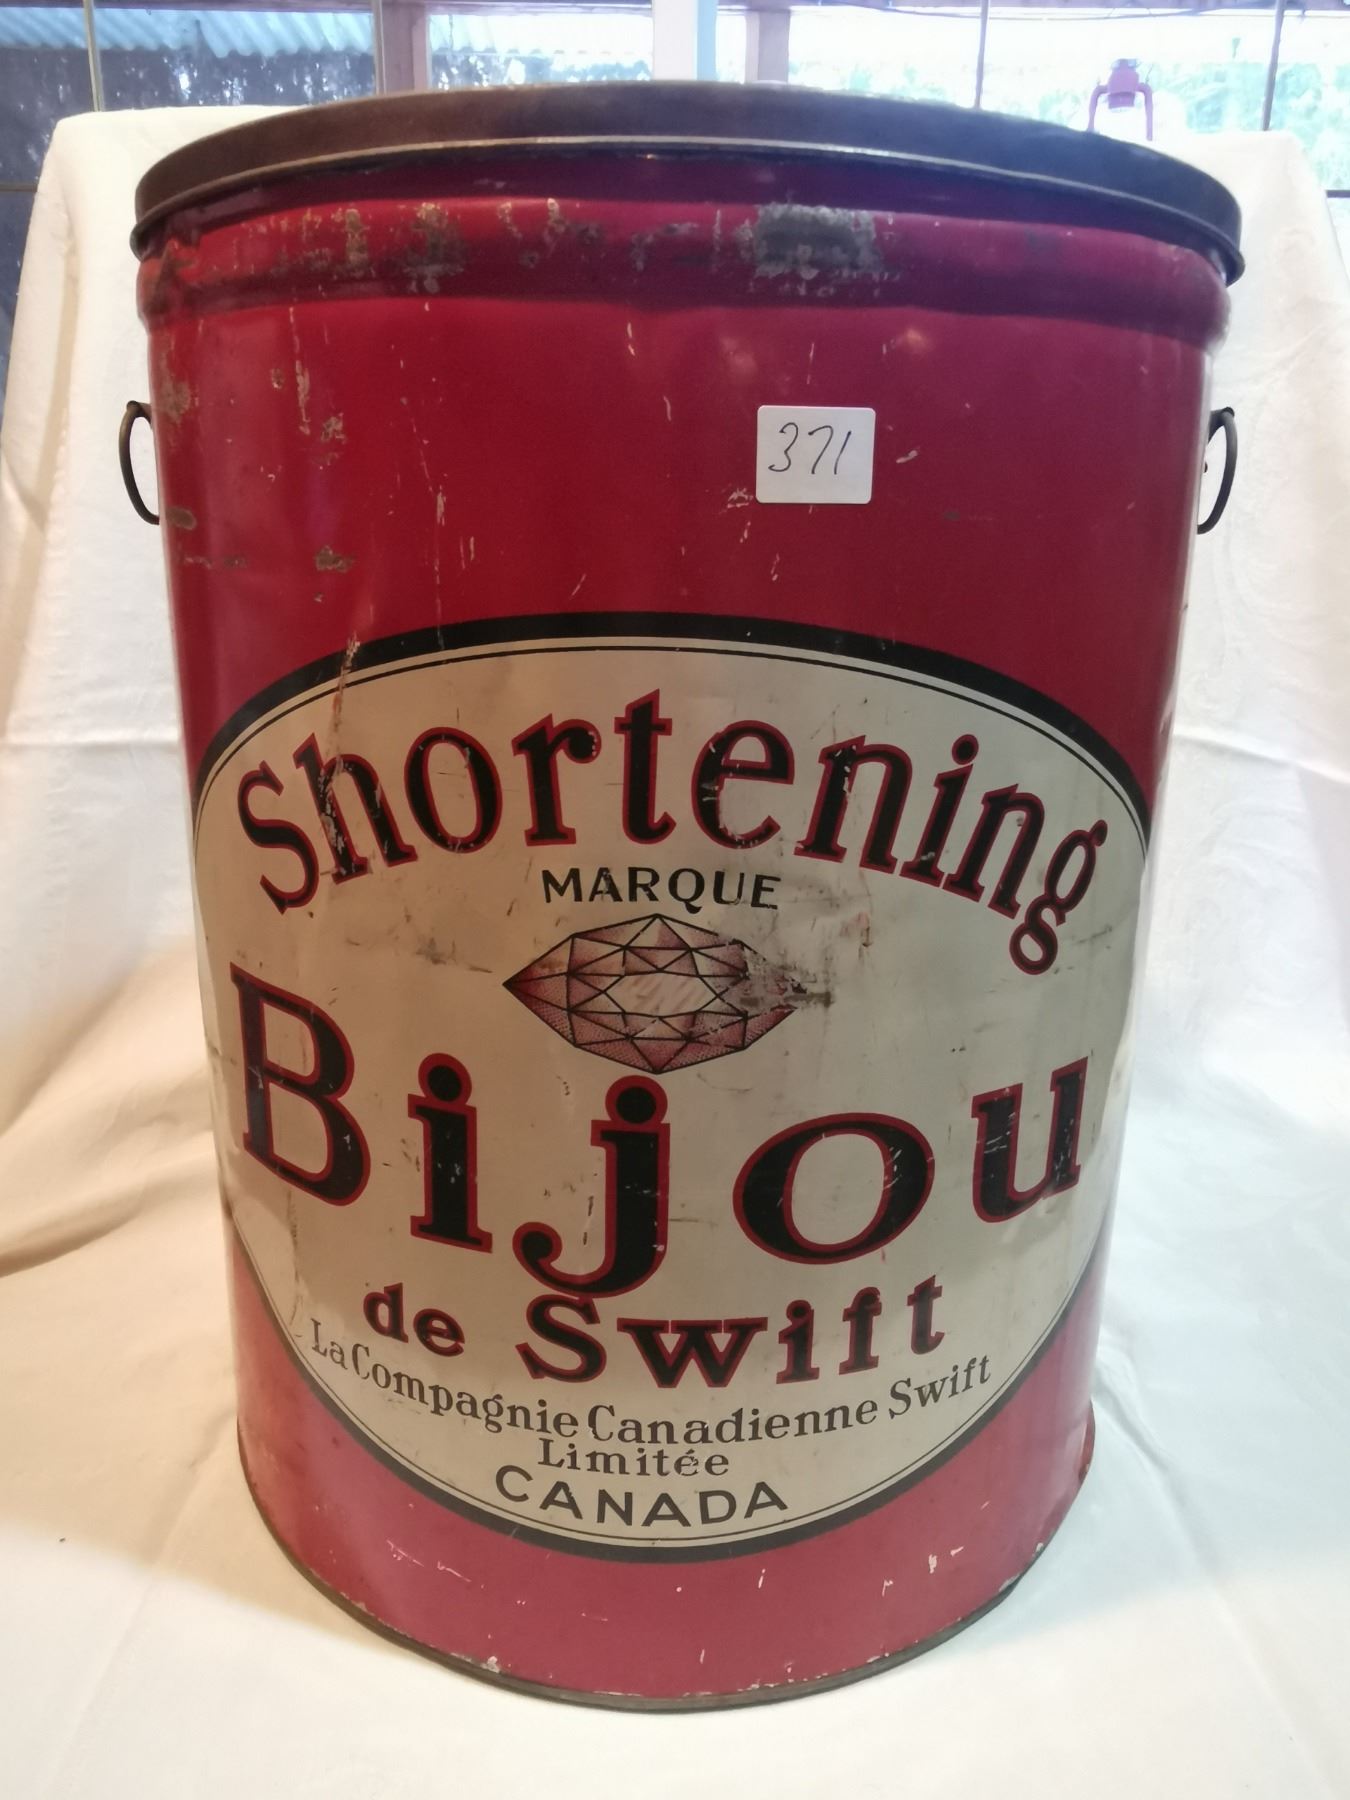 371
Shortening
MARQUE
Bijou
de Swift
La Compagnie Canadienne Swift
Limitée
CANADA